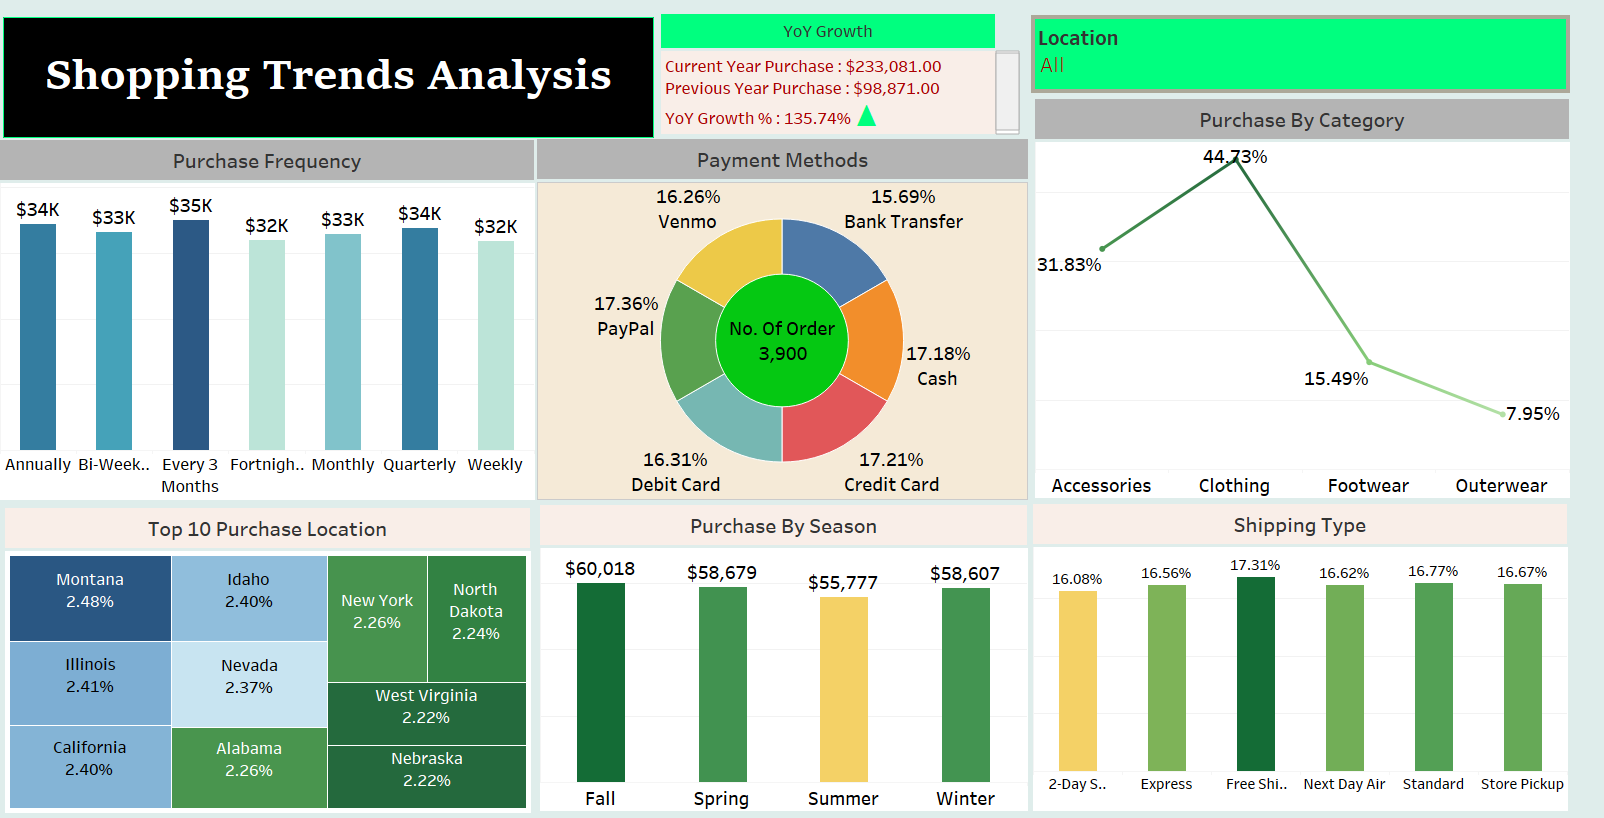 Shopping Trends Analysis
YoY Growth
Current Year Purchase : $233,081.00
Previous Year Purchase : $98,871.00
YoY Growth % : 135.74%
Location
All
Purchase Frequency
$34K
$33K
$35K
$32K
$33K
$34K
$32K
Annually
Bi-Week..
Every 3
Months
Fortnigh..
Monthly
Quarterly
Weekly
Payment Methods
16.26%
Venmo
15.69%
Bank Transfer
17.36%
PayPal
No. Of Order
3,900
17.18%
Cash
16.31%
Debit Card
17.21%
Credit Card
Purchase By Category
44.73%
31.83%
15.49%
7.95%
Accessories
Clothing
Footwear
Outerwear
Top 10 Purchase Location
Montana
2.48%
Illinois
2.41%
California
2.40%
Idaho
2.40%
Nevada
2.37%
Alabama
2.26%
New York
2.26%
North
Dakota
2.24%
West Virginia
2.22%
Nebraska
2.22%
Purchase By Season
$60,018
$58,679
$55,777
$58,607
Fall
Spring
Summer
Winter
Shipping Type
16.08%
16.56%
17.31%
16.62%
16.77%
16.67%
2-Day S..
Express
Free Shi..
Next Day Air
Standard
Store Pickup